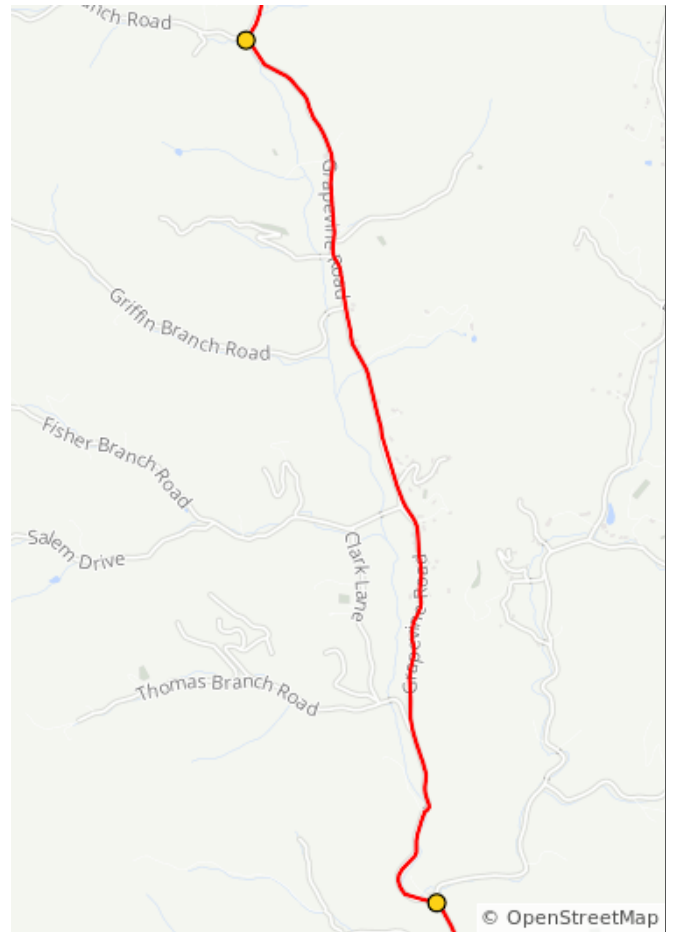 Road
Grapevine Road
Griffin Branch Road
Fisher Branch Road
Salem Drive
Clark Lane
Grapevine Road
Thomas Branch Road
© OpenStreetMap